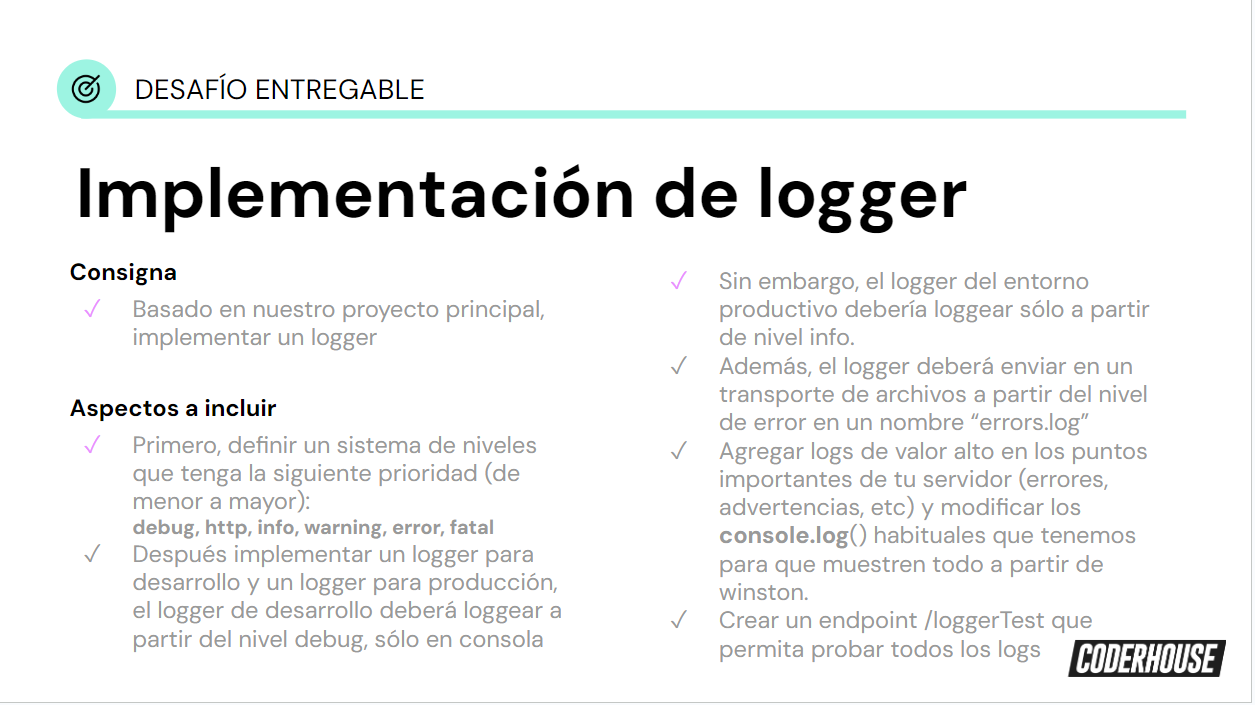 DESAFÍO ENTREGABLE
Implementación de logger
Consigna
✓ Basado en nuestro proyecto principal,
implementar un logger
Aspectos a incluir
✓ Primero, definir un sistema de niveles
que tenga la siguiente prioridad (de
menor a mayor):
debug, http, info, warning, error, fatal
✓ Después implementar un logger para
desarrollo y un logger para producción,
el logger de desarrollo deberá loggear a
partir del nivel debug, sólo en consola
✓ Sin embargo, el logger del entorno
productivo debería loggear sólo a partir
de nivel info.
✓ Además, el logger deberá enviar en un
transporte de archivos a partir del nivel
de error en un nombre “errors.log”
✓ Agregar logs de valor alto en los puntos
importantes de tu servidor (errores,
advertencias, etc) y modificar los
console.log() habituales que tenemos
para que muestren todo a partir de
winston.
✓ Crear un endpoint /loggerTest que
permita probar todos los logs
CODERHOUSE